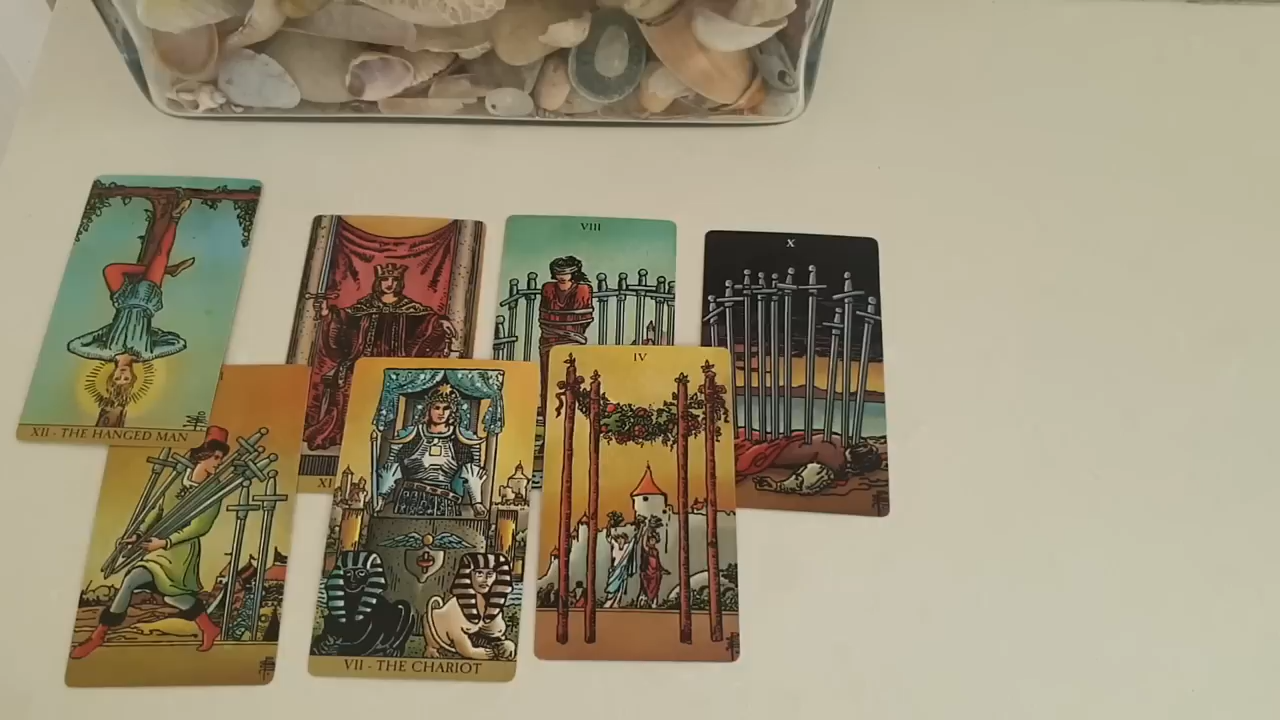 VIII
X
IV
XII - THE HANGED MAN
XI
VII - THE CHARIOT